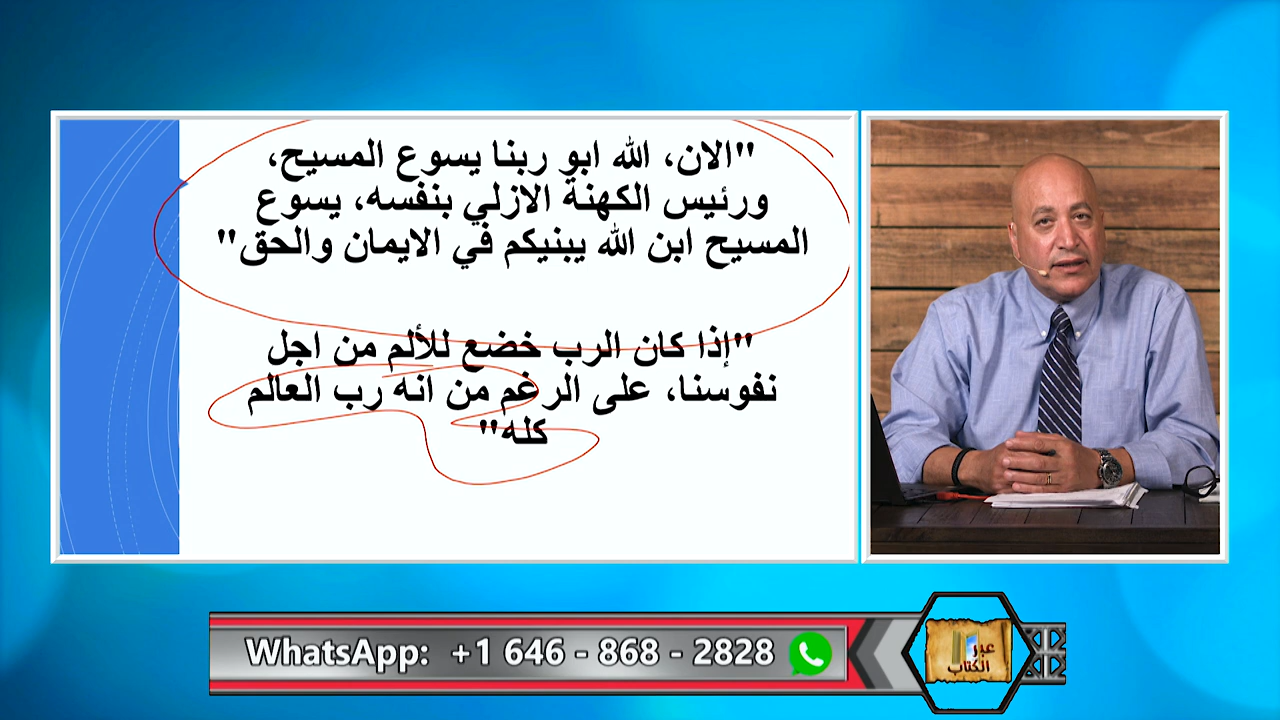 "الان، الله ابو ربنا يسوع المسيح،
ورئيس الكهنة الازلي بنفسه، يسوع
المسيح ابن الله يبنيكم في الايمان والحق"
"إذا كان الرب خضع للألم من اجل
نفوسنا، على الرغم من انه رب العالم
كله"
WhatsApp: +1 646 - 868 - 2828
عبر
الكتاب